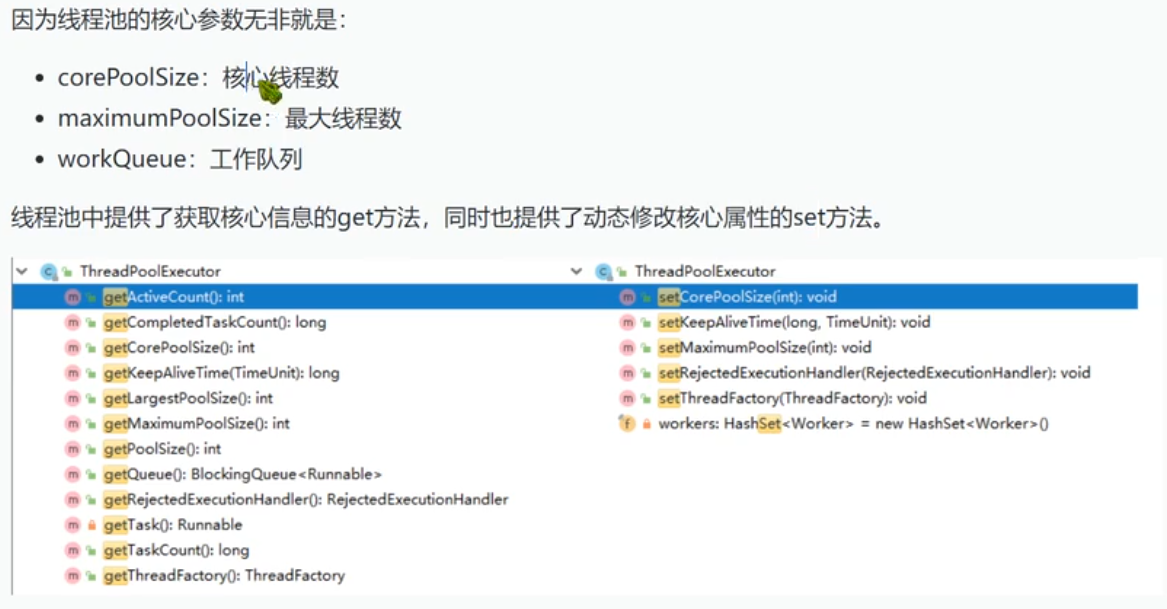 因为线程池的核心参数无非就是：
• corePoolSize：核心线程数
• maximumPoolSize：最大线程数
• workQueue：工作队列
线程池中提供了获取核心信息的get方法，同时也提供了动态修改核心属性的set方法。
ThreadPoolExecutor
getActiveCount(): int
getCompletedTaskCount(): long
getCorePoolSize(): int
getKeepAliveTime(TimeUnit): long
getLargestPoolSize(): int
getMaximumPoolSize(): int
getPoolSize(): int
getQueue(): BlockingQueue<Runnable>
getRejectedExecutionHandler(): RejectedExecutionHandler
getTask(): Runnable
getTaskCount(): long
getThreadFactory(): ThreadFactory
ThreadPoolExecutor
setCorePoolSize(int): void
setKeepAliveTime(long, TimeUnit): void
setMaximumPoolSize(int): void
setRejectedExecutionHandler(RejectedExecutionHandler): void
setThreadFactory(ThreadFactory): void
workers: HashSet<Worker> = new HashSet<Worker>()